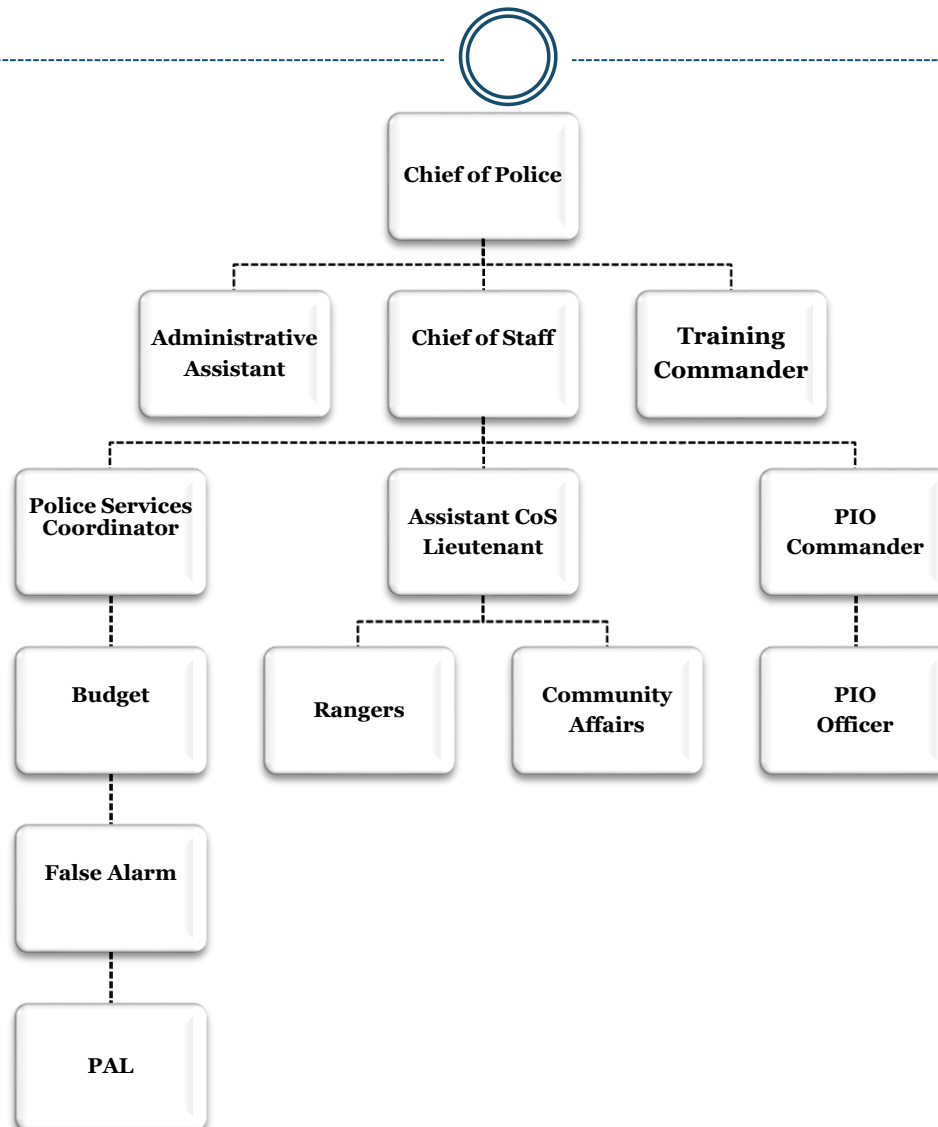 Chief of Police
Administrative
Assistant
Chief of Staff
Training
Commander
Police Services
Coordinator
Assistant CoS
Lieutenant
PIO
Commander
Budget
Rangers
Community
Affairs
PIO
Officer
False Alarm
PAL